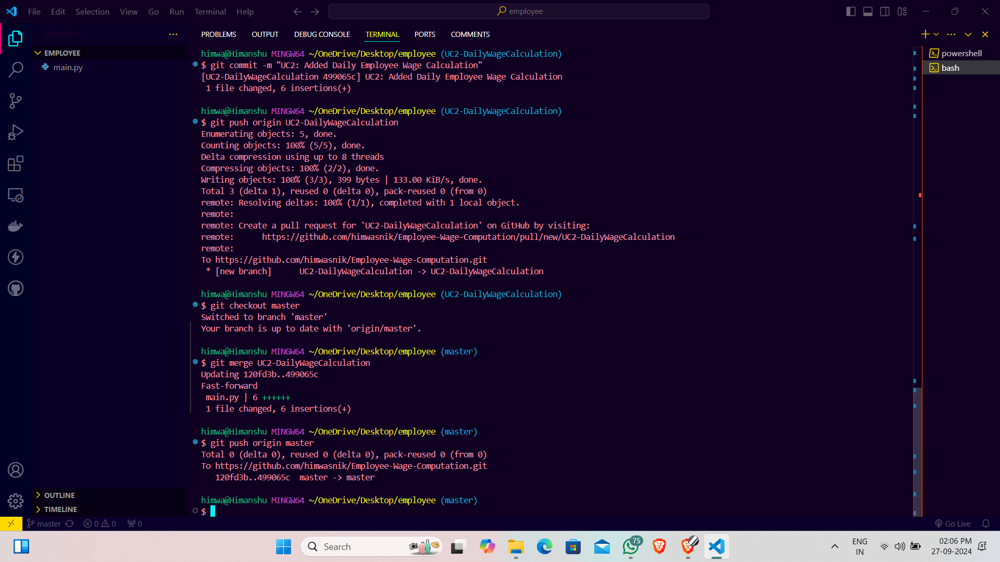 File Edit Selection View Go Run Terminal Help
employee
EXPLORER
EMPLOYEE
main.py
OUTLINE
TIMELINE
PROBLEMS OUTPUT DEBUG CONSOLE TERMINAL PORTS COMMENTS
himwa@Himanshu MINGW64 ~/OneDrive/Desktop/employee (UC2-DailyWageCalculation)
$ git commit -m "UC2: Added Daily Employee Wage Calculation"
[UC2-DailyWageCalculation 499065c] UC2: Added Daily Employee Wage Calculation
1 file changed, 6 insertions(+)
himwa@Himanshu MINGW64 ~/OneDrive/Desktop/employee (UC2-DailyWageCalculation)
$ git push origin UC2-DailyWageCalculation
Enumerating objects: 5, done.
Counting objects: 100% (5/5), done.
Delta compression using up to 8 threads
Compressing objects: 100% (2/2), done.
Writing objects: 100% (3/3), 399 bytes | 133.00 KiB/s, done.
Total 3 (delta 1), reused 0 (delta 0), pack-reused 0 (from 0)
remote: Resolving deltas: 100% (1/1), completed with 1 local object.
remote:
remote: Create a pull request for 'UC2-DailyWageCalculation' on GitHub by visiting:
remote:      https://github.com/himwasnik/Employee-Wage-Computation/pull/new/UC2-DailyWageCalculation
remote:
To https://github.com/himwasnik/Employee-Wage-Computation.git
* [new branch]      UC2-DailyWageCalculation -> UC2-DailyWageCalculation
himwa@Himanshu MINGW64 ~/OneDrive/Desktop/employee (UC2-DailyWageCalculation)
$ git checkout master
Switched to branch 'master'
Your branch is up to date with 'origin/master'.
himwa@Himanshu MINGW64 ~/OneDrive/Desktop/employee (master)
$ git merge UC2-DailyWageCalculation
Updating 120fd3b..499065c
Fast-forward
main.py | 6 ++++++
1 file changed, 6 insertions(+)
himwa@Himanshu MINGW64 ~/OneDrive/Desktop/employee (master)
$ git push origin master
Total 0 (delta 0), reused 0 (delta 0), pack-reused 0 (from 0)
To https://github.com/himwasnik/Employee-Wage-Computation.git
120fd3b..499065c  master -> master
himwa@Himanshu MINGW64 ~/OneDrive/Desktop/employee (master)
$
powershell
bash
master 0 0 0
Go Live
Search
75
ENG
IN
02:06 PM
27-09-2024